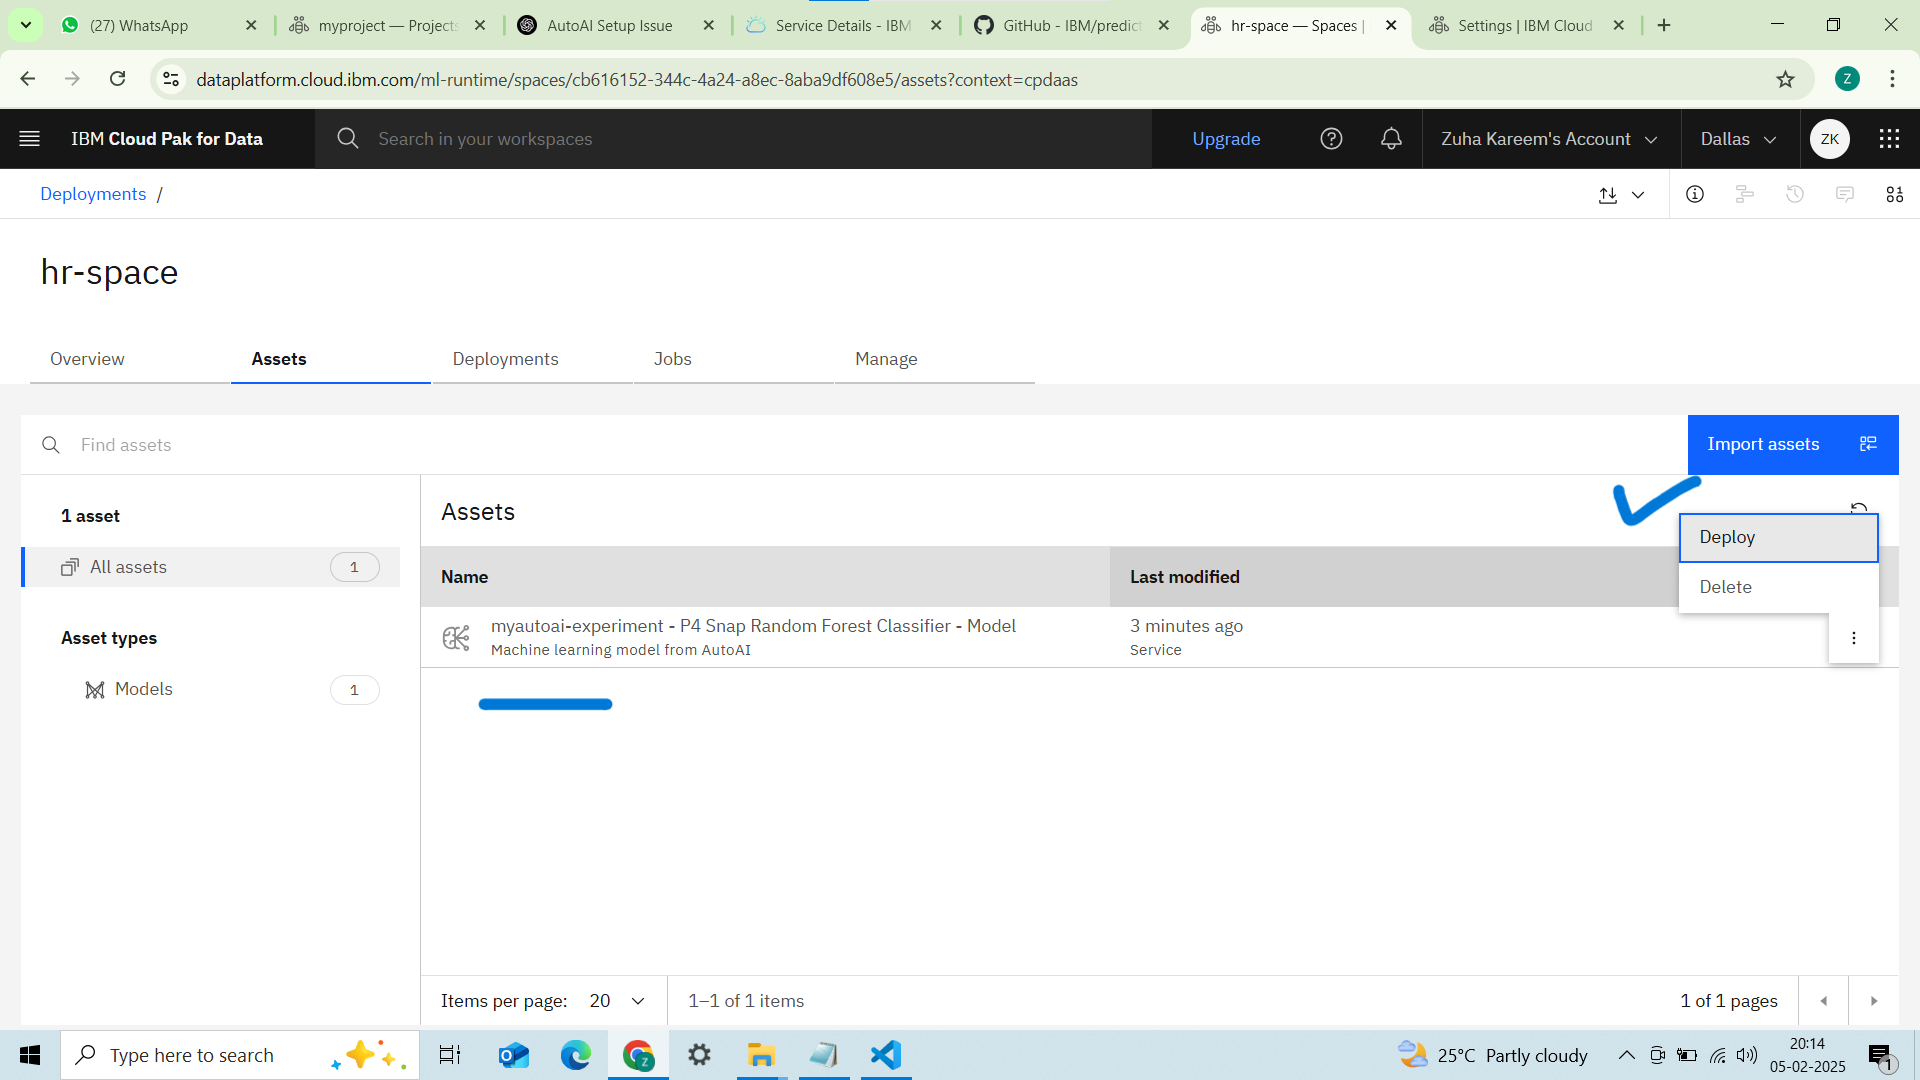 (27) WhatsApp
myproject — Projects
AutoAI Setup Issue
Service Details - IBM
GitHub - IBM/predict
hr-space — Spaces |
Settings | IBM Cloud
dataplatform.cloud.ibm.com/ml-runtime/spaces/cb616152-344c-4a24-a8ec-8aba9df608e5/assets?context=cpdaas
Z
IBM Cloud Pak for Data
Search in your workspaces
Upgrade
Zuha Kareem's Account
Dallas
ZK
Deployments /
hr-space
Overview
Assets
Deployments
Jobs
Manage
Find assets
Import assets
1 asset
All assets
1
Asset types
Models
1
Assets
Deploy
Delete
Name
Last modified
myautoai-experiment - P4 Snap Random Forest Classifier - Model
Machine learning model from AutoAI
3 minutes ago
Service
Items per page: 20
1–1 of 1 items
1 of 1 pages
Type here to search
Z
25°C Partly cloudy
20:14
05-02-2025
1